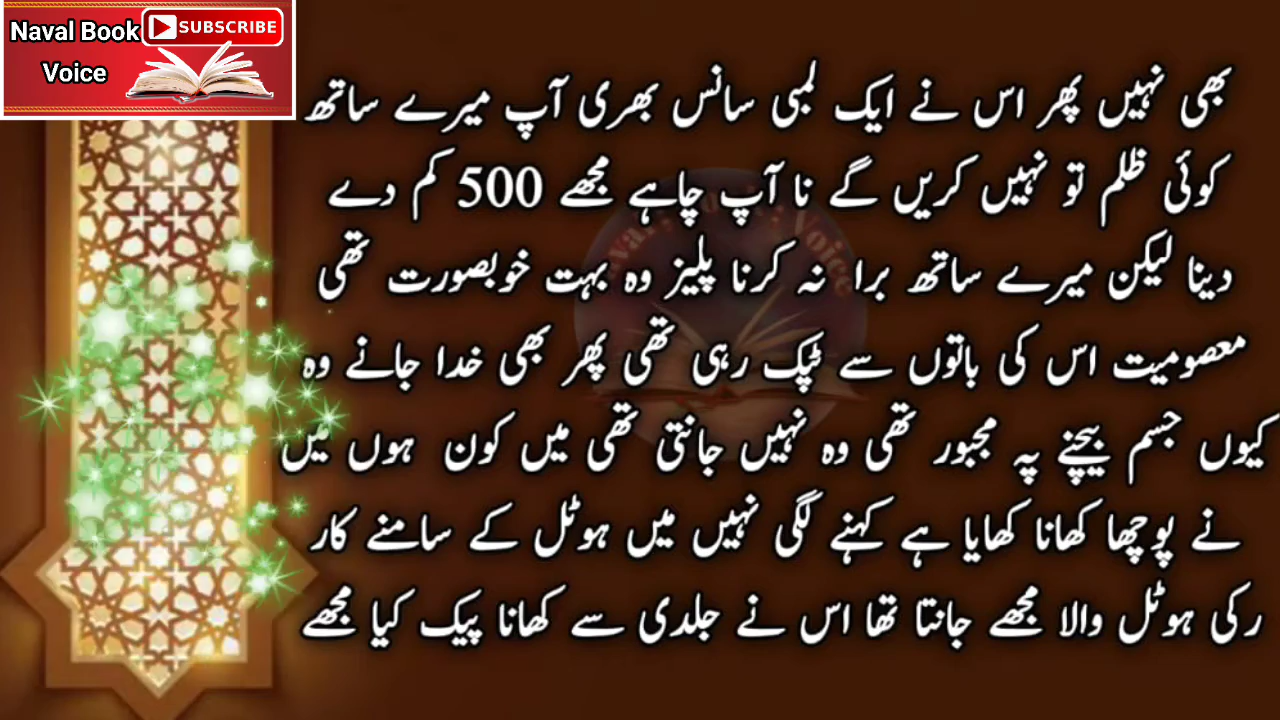 Naval Book
Voice
SUBSCRIBE
بھی نہیں پھر اس نے ایک لمبی سانس بھری آپ میرے ساتھ
کوئی ظلم تو نہیں کریں گے نا آپ چاہے مجھے 500 کم دے
دینا لیکن میرے ساتھ برا نہ کرنا پلیز وہ بہت خوبصورت تھی
معصومیت اس کی باتوں سے ٹپک رہی تھی پھر بھی خدا جانے وہ
کیوں جسم بیچنے پہ مجبور تھی وہ نہیں جانتی تھی میں کون ہوں میں
نے پوچھا کھانا کھایا ہے کہنے لگی نہیں میں ہوٹل کے سامنے کار
رکی ہوٹل والا مجھے جانتا تھا اس نے جلدی سے کھانا پیک کیا مجھے